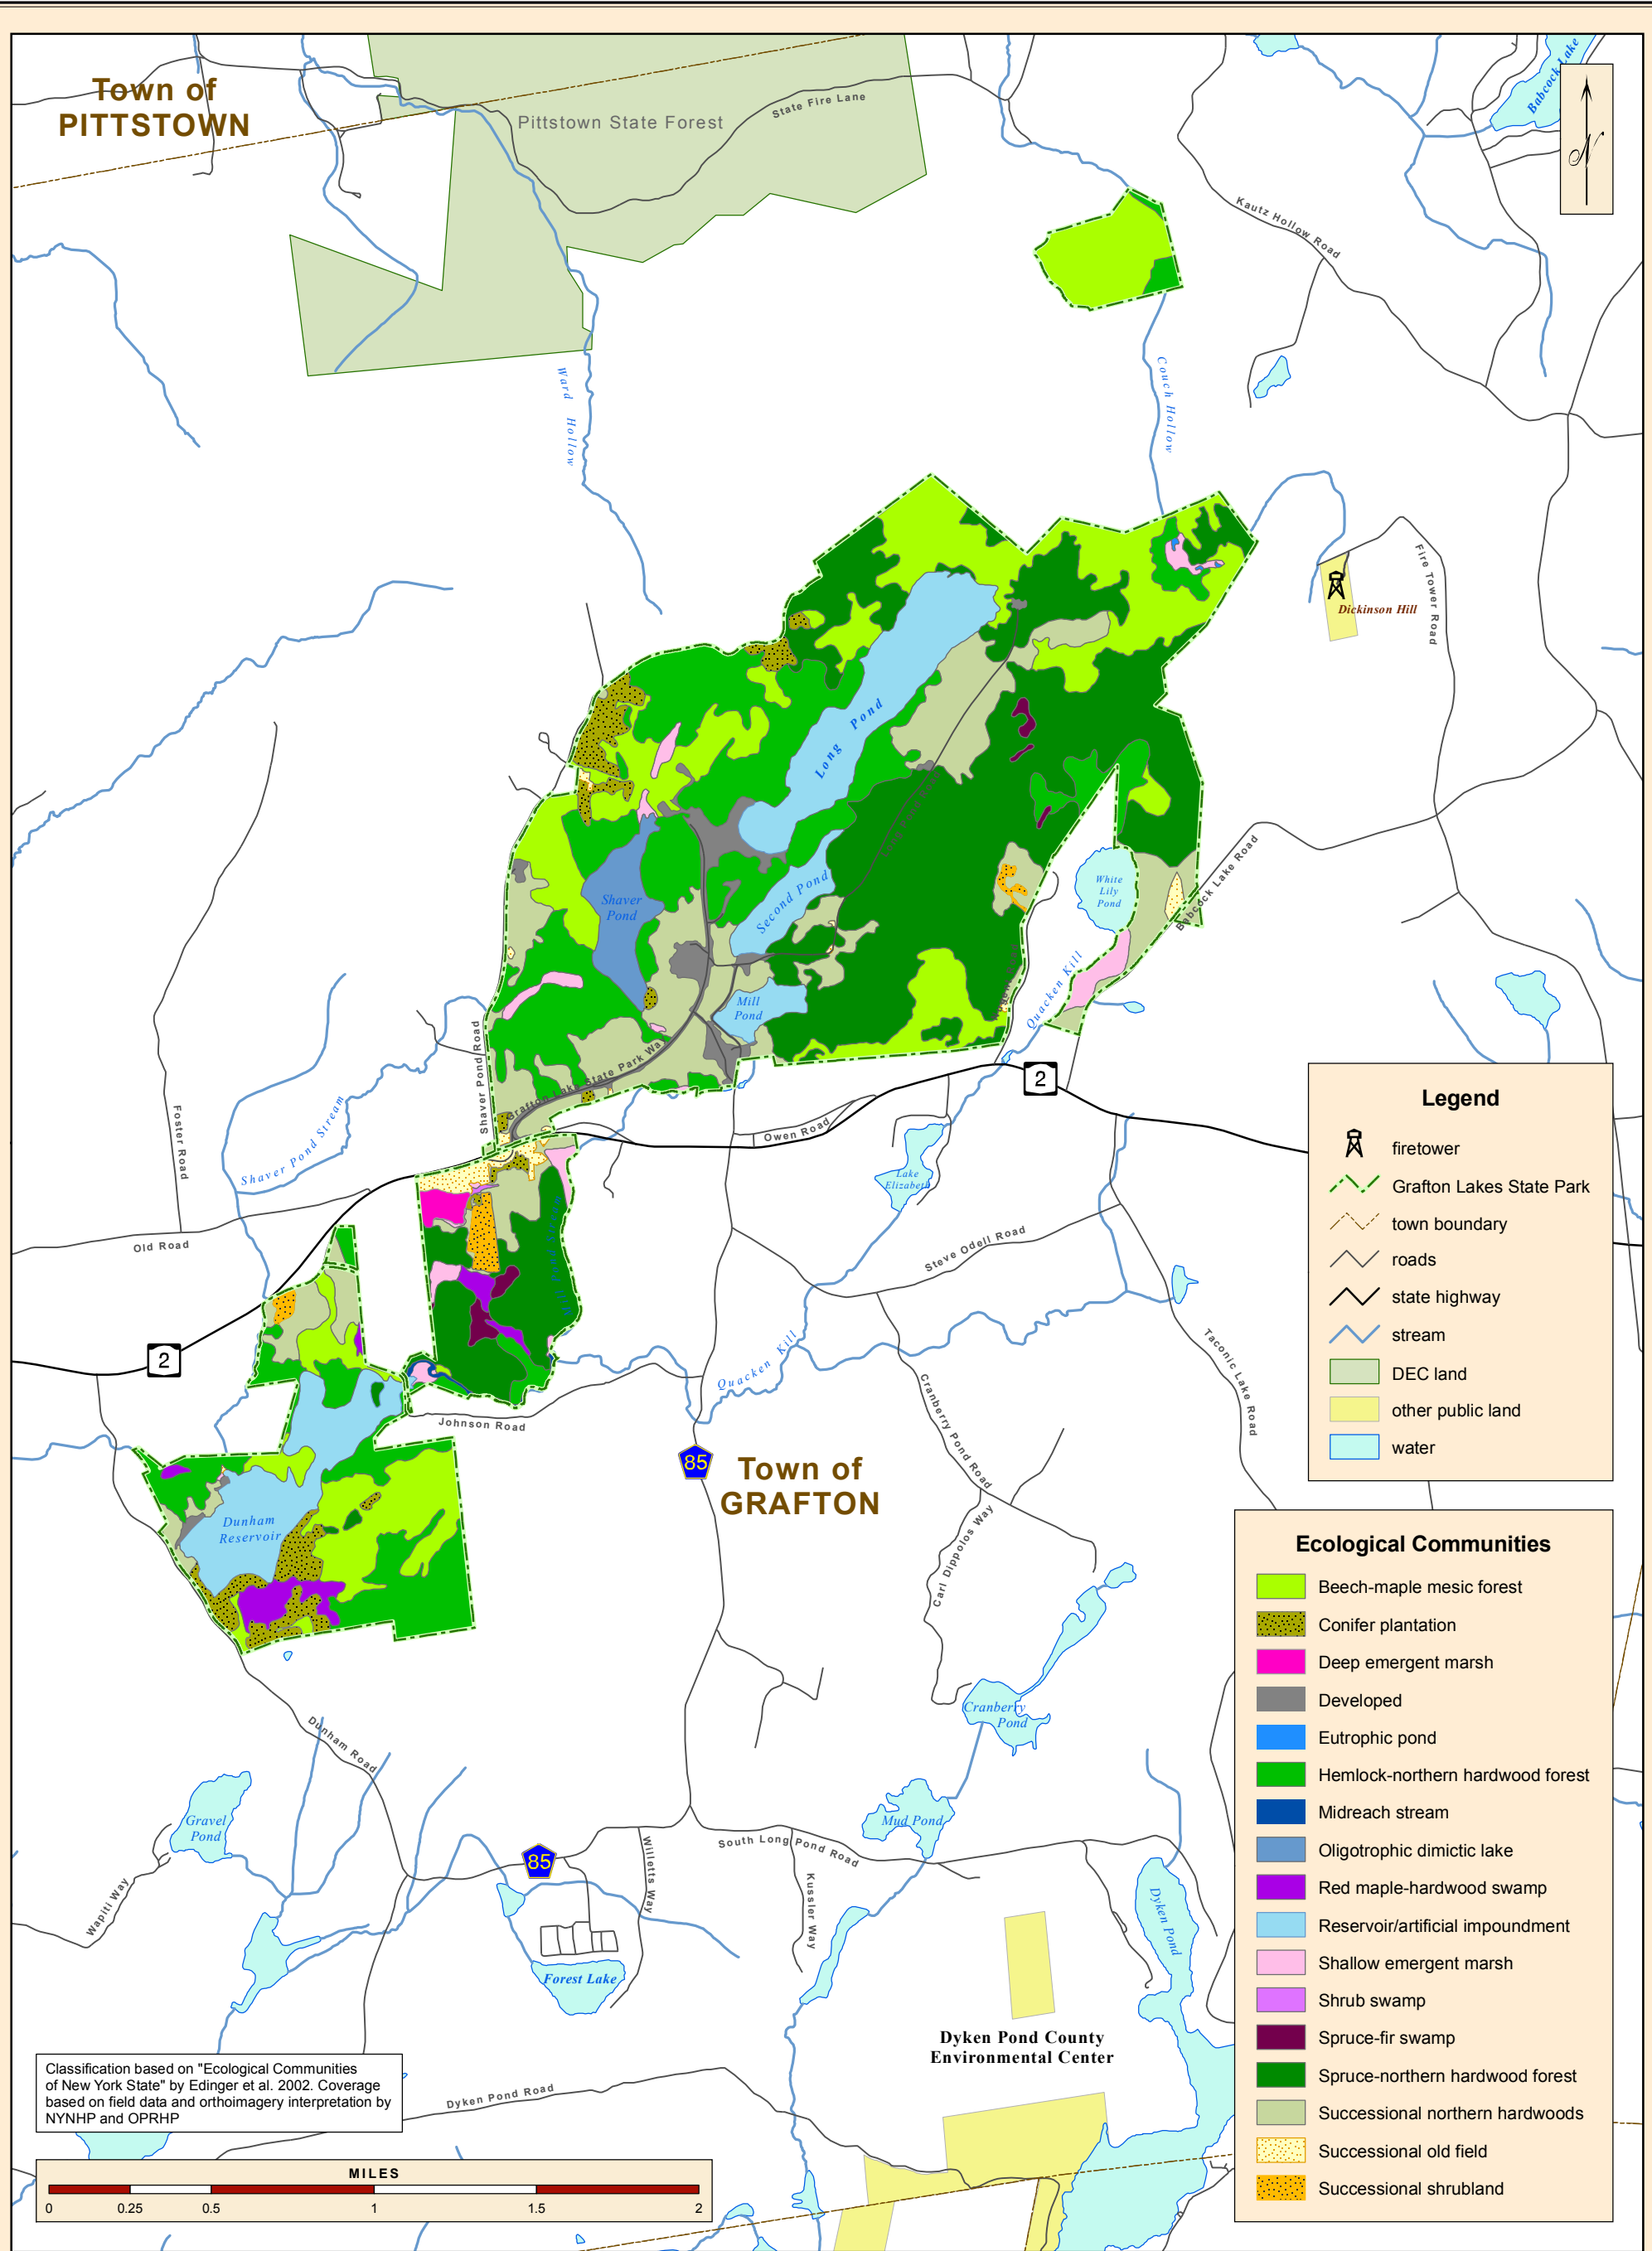 Town of
PITTSTOWN
Pittstown State Forest
State Fire Lane
Babcock Lake
N
Kautz Hollow Road
Ward Hollow
Couch Hollow
Fire Tower Road
Dickinson Hill
Long Pond
Shaver
Pond
Second Pond
White
Lily
Pond
Babcock Lake Road
Mill
Pond
Quacken Kill
Shaver Pond Road
Grafton Lake State Park Way
2
Foster Road
Shaver Pond Stream
Owen Road
Lake
Elizabeth
Old Road
Steve Odell Road
2
Quacken Kill
Taconic Lake Road
Johnson Road
Cranberry Pond Road
85
Town of
GRAFTON
Dunham
Reservoir
Carl Dippolos Way
Cranberry
Pond
Dunham Road
Gravel
Pond
Mud Pond
South Long Pond Road
85
Willetts Way
Kussler Way
Wapiti Way
Dyken Pond
Forest Lake
Dyken Pond County
Environmental Center
Dyken Pond Road
Legend
firetower
Grafton Lakes State Park
town boundary
roads
state highway
stream
DEC land
other public land
water
Ecological Communities
Beech-maple mesic forest
Conifer plantation
Deep emergent marsh
Developed
Eutrophic pond
Hemlock-northern hardwood forest
Midreach stream
Oligotrophic dimictic lake
Red maple-hardwood swamp
Reservoir/artificial impoundment
Shallow emergent marsh
Shrub swamp
Spruce-fir swamp
Spruce-northern hardwood forest
Successional northern hardwoods
Successional old field
Successional shrubland
Classification based on "Ecological Communities
of New York State" by Edinger et al. 2002. Coverage
based on field data and orthoimagery interpretation by
NYNHP and OPRHP
MILES
0 0.25 0.5 1 1.5 2